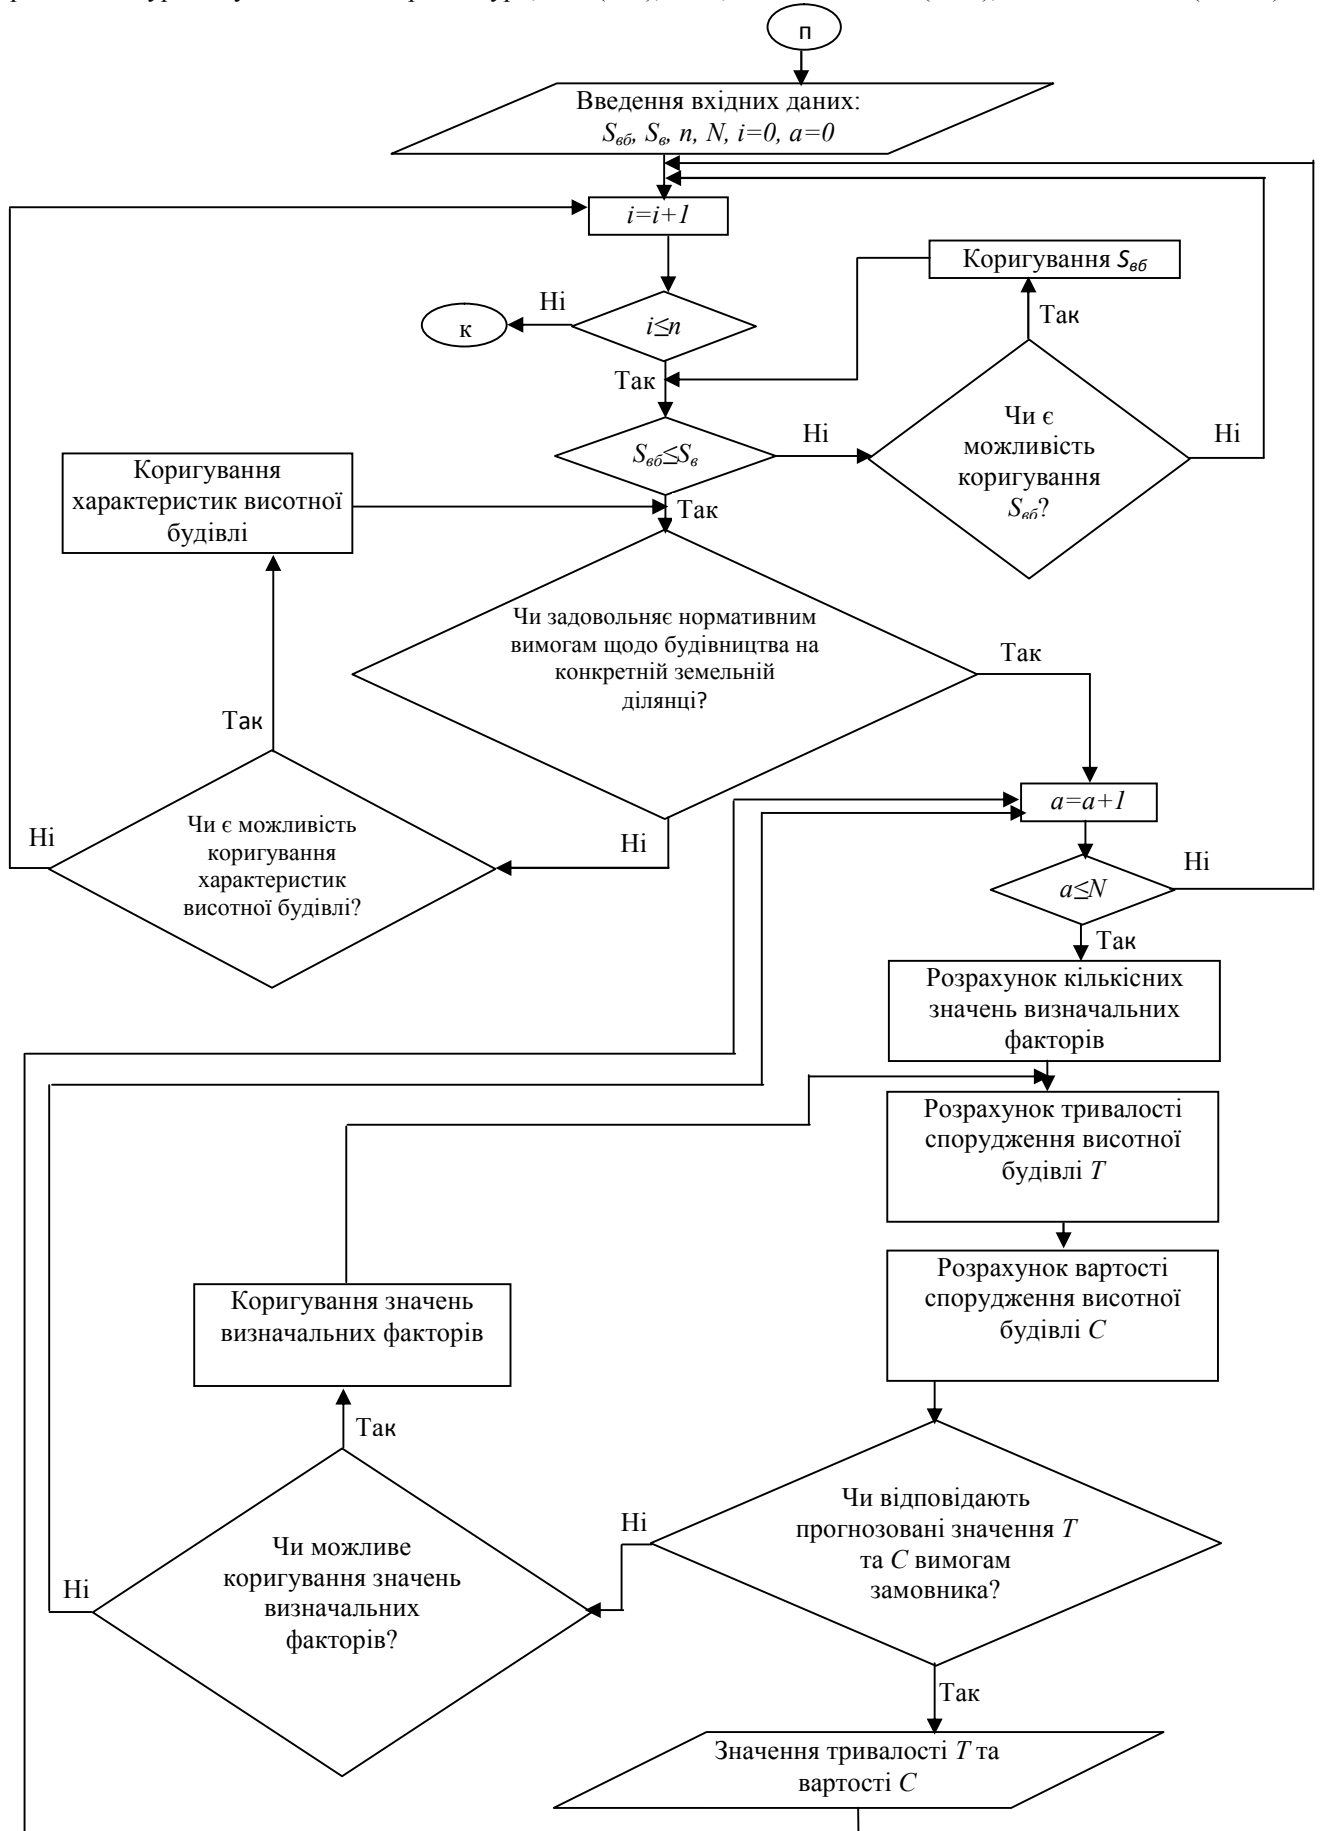 п
Введення вхідних даних:
Sвб, Sв, n, N, i=0, a=0
i=i+1
Коригування Sвб
Ні
Так
i≤n
к
Так
Чи є
можливість
коригування
Sвб?
Ні
Sвб≤Sв
Ні
Коригування
характеристик висотної
будівлі
Так
Чи задовольняє нормативним
вимогам щодо будівництва на
конкретній земельній
ділянці?
Так
Так
a=a+1
Чи є можливість
коригування
характеристик
висотної будівлі?
Ні
Ні
a≤N
Ні
Так
Розрахунок кількісних
значень визначальних
факторів
Розрахунок тривалості
спорудження висотної
будівлі T
Розрахунок вартості
спорудження висотної
будівлі C
Коригування значень
визначальних факторів
Так
Чи відповідають
прогнозовані значення T
та C вимогам
замовника?
Ні
Чи можливе
коригування значень
визначальних
факторів?
Ні
Так
Значення тривалості T та
вартості C